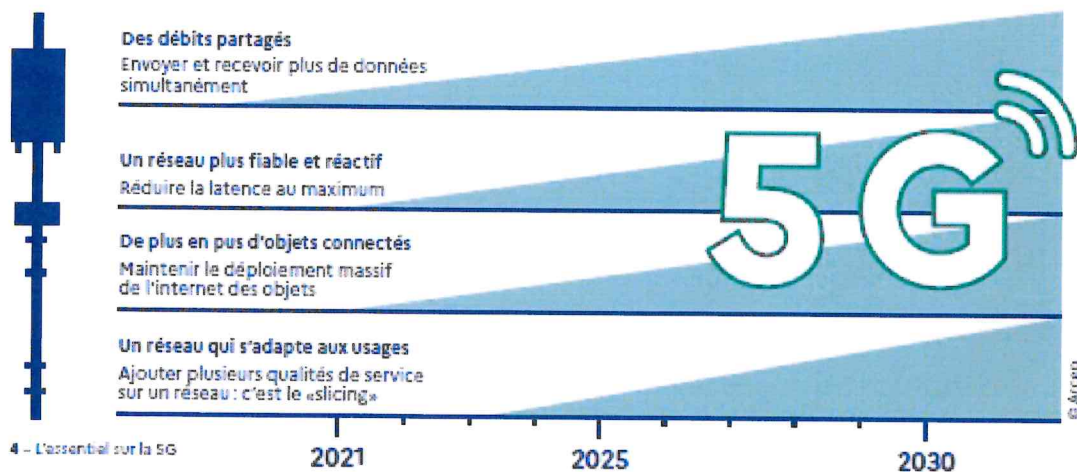 Des débits partagés
Envoyer et recevoir plus de données
simultanément
Un réseau plus fiable et réactif
Réduire la latence au maximum
5G
De plus en pus d'objets connectés
Maintenir le déploiement massif
de l'internet des objets
Un réseau qui s'adapte aux usages
Ajouter plusieurs qualités de service
sur un réseau : c'est le «slicing»
© Arcep
4 – L'essentiel sur la 5G
2021 2025 2030